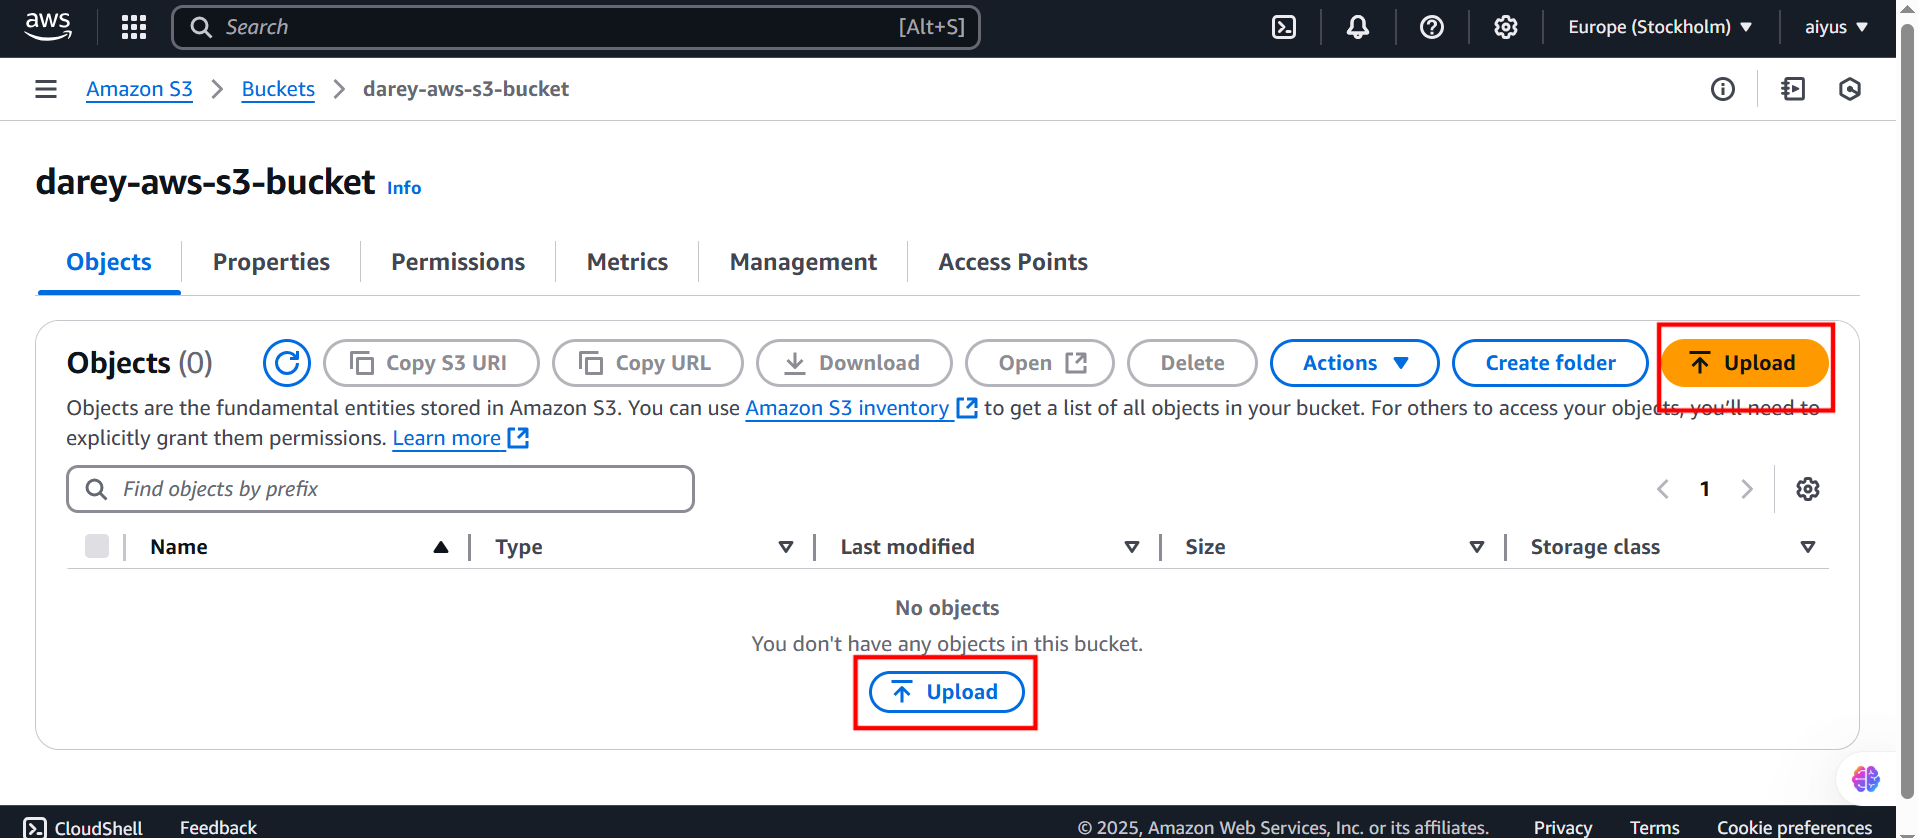 aws Search [Alt+S] Europe (Stockholm) aiyus
Amazon S3 Buckets darey-aws-s3-bucket
darey-aws-s3-bucket Info
Objects Properties Permissions Metrics Management Access Points
Objects (0) Copy S3 URI Copy URL Download Open Delete Actions Create folder Upload
Objects are the fundamental entities stored in Amazon S3. You can use Amazon S3 inventory to get a list of all objects in your bucket. For others to access your objects, you'll need to
explicitly grant them permissions. Learn more
Find objects by prefix 1
Name Type Last modified Size Storage class
No objects
You don't have any objects in this bucket.
Upload
CloudShell Feedback © 2025, Amazon Web Services, Inc. or its affiliates. Privacy Terms Cookie preferences